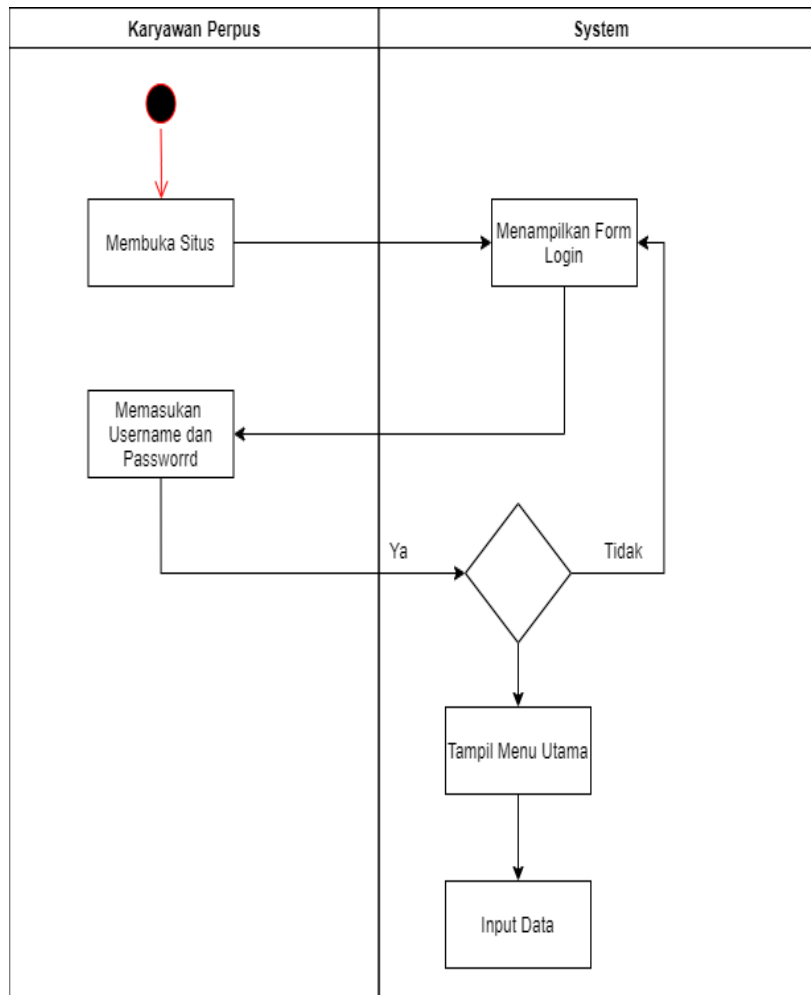 Karyawan Perpus
System
Membuka Situs
Menampilkan Form
Login
Memasukan
Username dan
Passworrd
Ya
Tidak
Tampil Menu Utama
Input Data